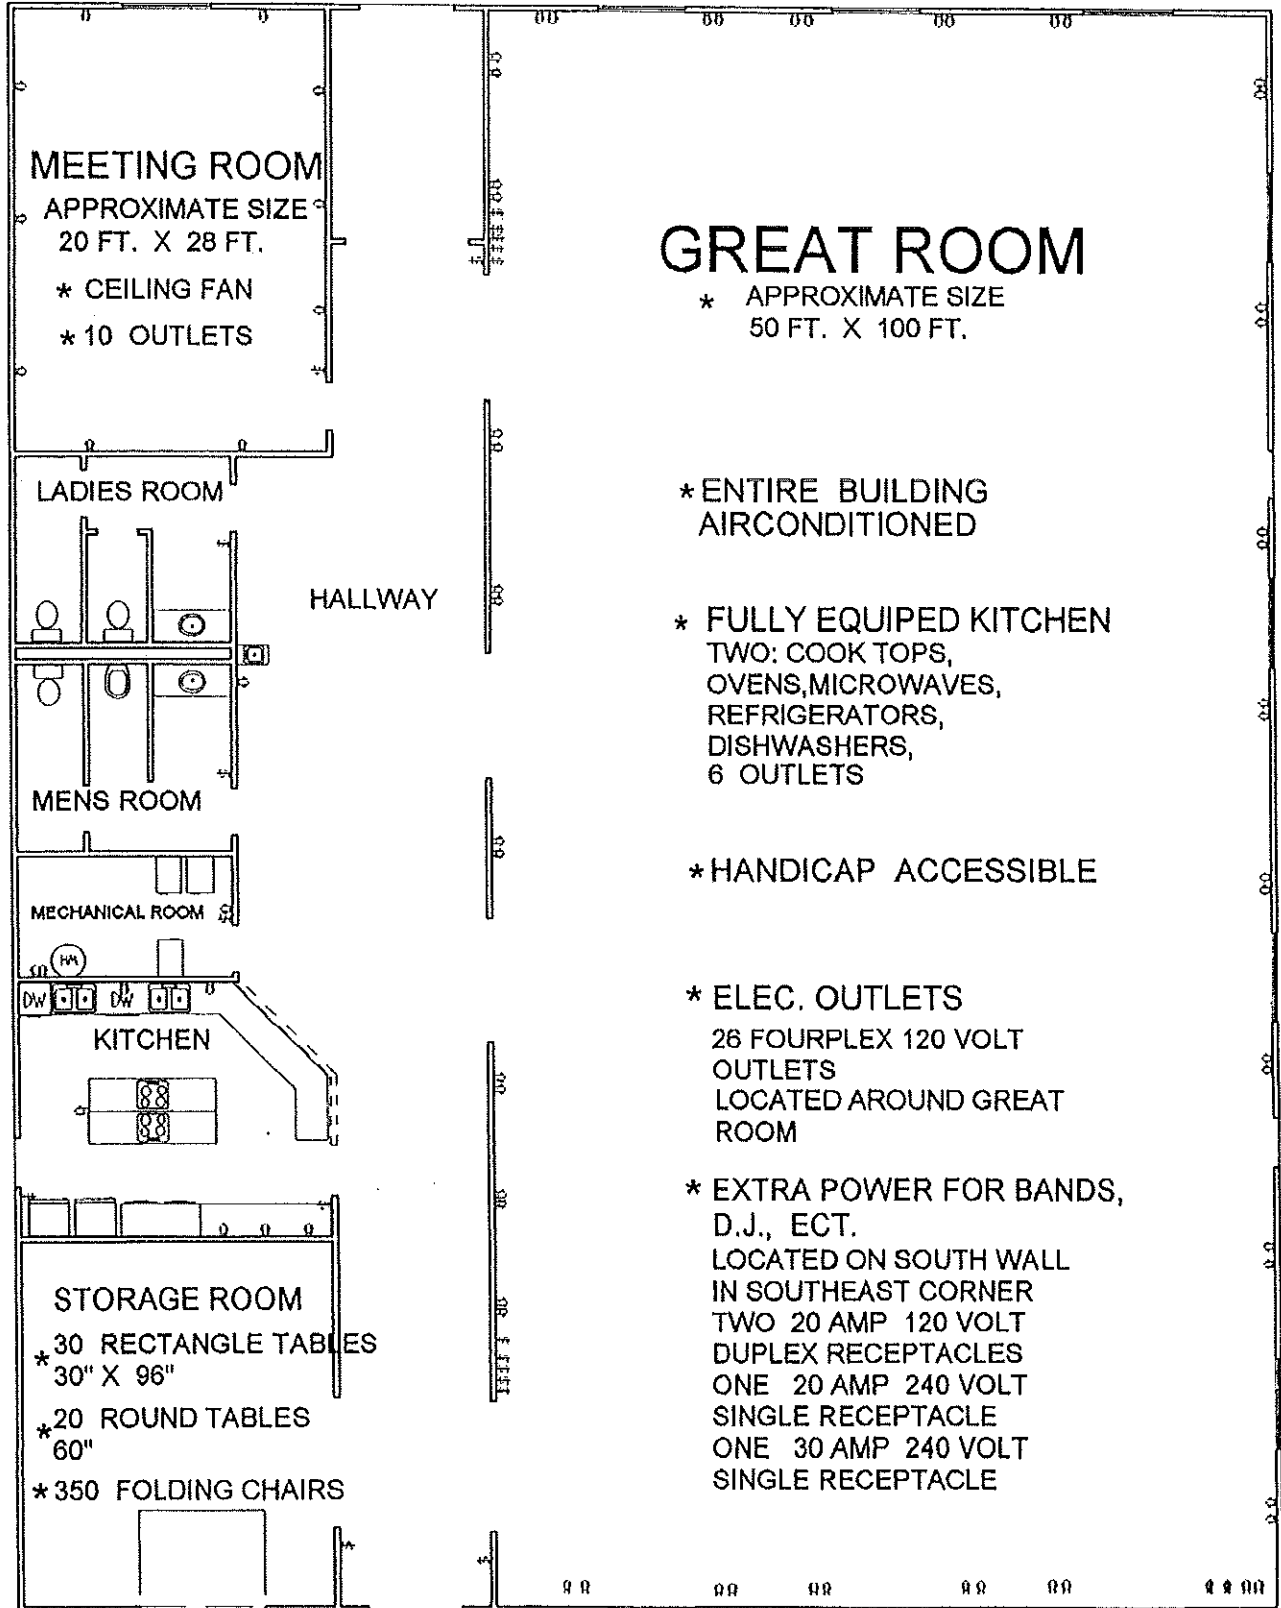 MEETING ROOM
APPROXIMATE SIZE
20 FT. X 28 FT.
* CEILING FAN
* 10 OUTLETS
GREAT ROOM
* APPROXIMATE SIZE
50 FT. X 100 FT.
LADIES ROOM
HALLWAY
MENS ROOM
MECHANICAL ROOM
DW
DW
KITCHEN
* ENTIRE BUILDING
AIRCONDITIONED
* FULLY EQUIPED KITCHEN
TWO: COOK TOPS,
OVENS,MICROWAVES,
REFRIGERATORS,
DISHWASHERS,
6 OUTLETS
* HANDICAP ACCESSIBLE
* ELEC. OUTLETS
26 FOURPLEX 120 VOLT
OUTLETS
LOCATED AROUND GREAT
ROOM
* EXTRA POWER FOR BANDS,
D.J., ECT.
LOCATED ON SOUTH WALL
IN SOUTHEAST CORNER
TWO 20 AMP 120 VOLT
DUPLEX RECEPTACLES
ONE 20 AMP 240 VOLT
SINGLE RECEPTACLE
ONE 30 AMP 240 VOLT
SINGLE RECEPTACLE
STORAGE ROOM
* 30 RECTANGLE TABLES
30" X 96"
* 20 ROUND TABLES
60"
* 350 FOLDING CHAIRS